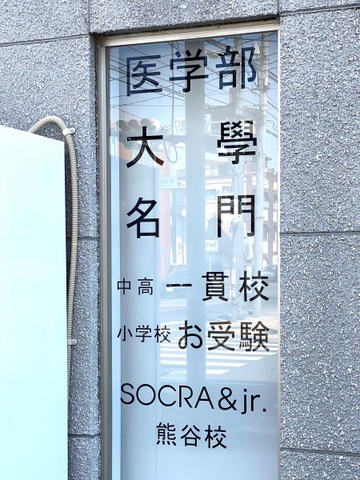 医学部
大學
名門
中高一貫校
小学校お受験
SOCRA&jr.
熊谷校